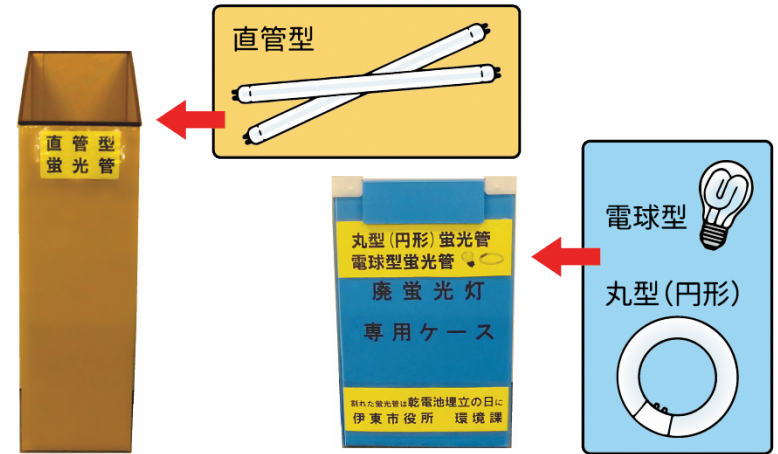 直管型
直管型
蛍光管
丸型(円形)蛍光管
電球型蛍光管
廃蛍光灯
専用ケース
割れた蛍光管は乾電池埋立の日に
伊東市役所 環境課
電球型
丸型(円形)